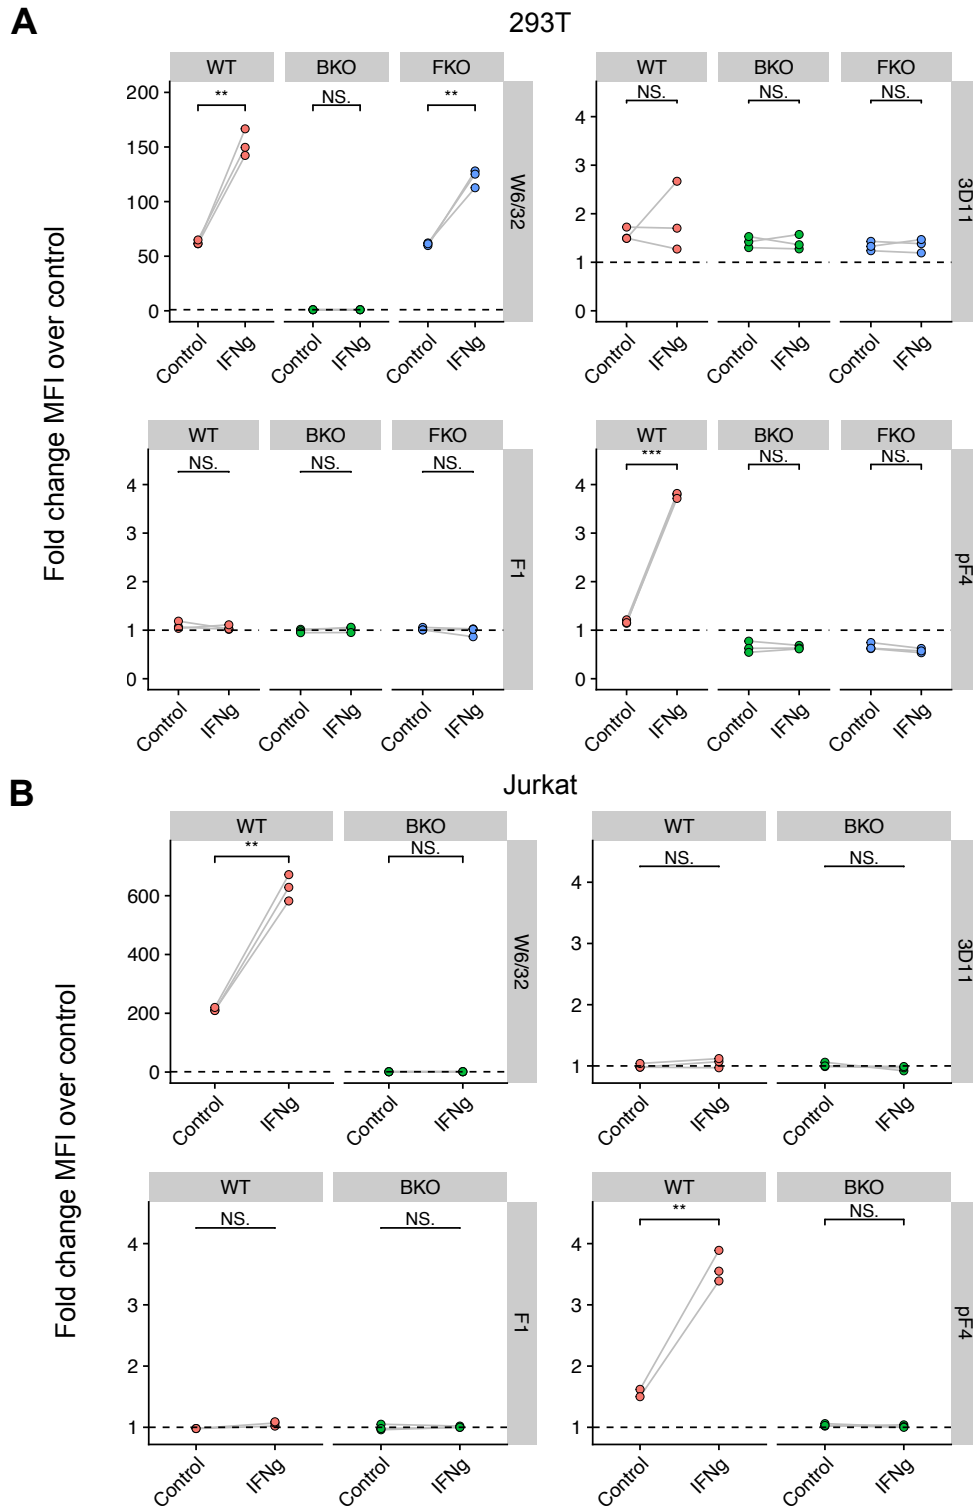 A
293T
WT BKO FKO
** NS. **
200
150
100
50
0
W6/32
Control IFNg Control IFNg Control IFNg
WT BKO FKO
NS. NS. NS.
4
3
2
1
0
3D11
Control IFNg Control IFNg Control IFNg
Fold change MFI over control
WT BKO FKO
NS. NS. NS.
4
3
2
1
0
F1
Control IFNg Control IFNg Control IFNg
WT BKO FKO
*** NS. NS.
4
3
2
1
0
pF4
Control IFNg Control IFNg Control IFNg
B
Jurkat
WT BKO
** NS.
600
400
200
0
W6/32
Control IFNg Control IFNg
WT BKO
NS. NS.
4
3
2
1
3D11
Control IFNg Control IFNg
Fold change MFI over control
WT BKO
NS. NS.
4
3
2
1
F1
Control IFNg Control IFNg
WT BKO
** NS.
4
3
2
1
pF4
Control IFNg Control IFNg